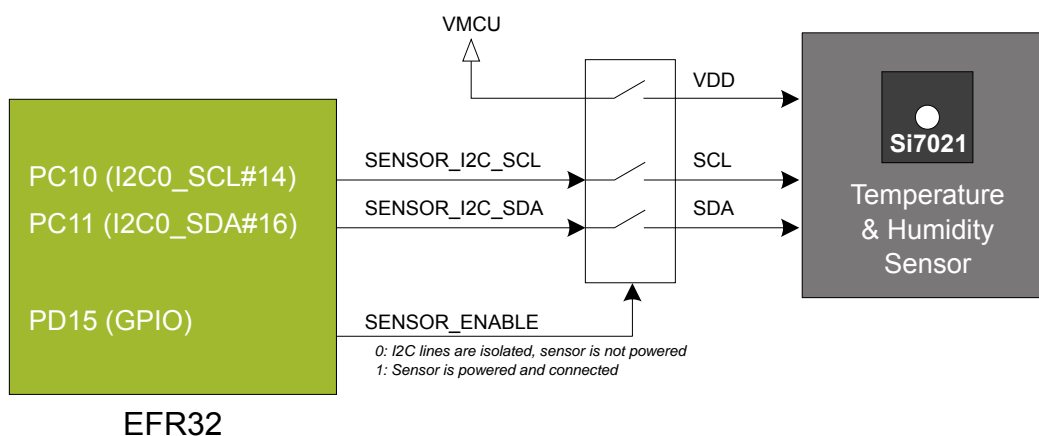 VMCU
VDD
Si7021
PC10 (I2C0_SCL#14)
SENSOR_I2C_SCL
SCL
PC11 (I2C0_SDA#16)
SENSOR_I2C_SDA
SDA
Temperature
& Humidity
Sensor
PD15 (GPIO)
SENSOR_ENABLE
0: I2C lines are isolated, sensor is not powered
1: Sensor is powered and connected
EFR32